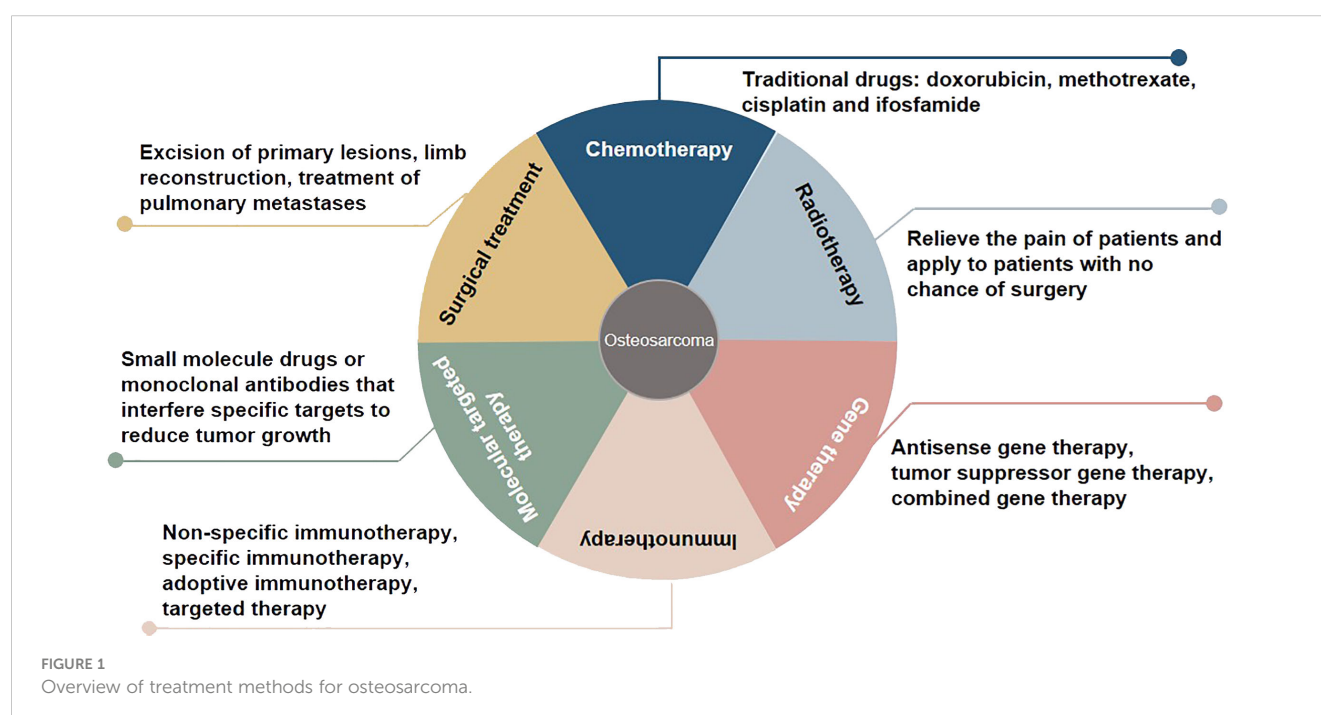 Traditional drugs: doxorubicin, methotrexate,
cisplatin and ifosfamide
Chemotherapy
Excision of primary lesions, limb
reconstruction, treatment of
pulmonary metastases
Surgical treatment
Radiotherapy
Relieve the pain of patients and
apply to patients with no
chance of surgery
Osteosarcoma
Small molecule drugs or
monoclonal antibodies that
interfere specific targets to
reduce tumor growth
Molecular targeted
therapy
Gene therapy
Antisense gene therapy,
tumor suppressor gene therapy,
combined gene therapy
Immunotherapy
Non-specific immunotherapy,
specific immunotherapy,
adoptive immunotherapy,
targeted therapy
FIGURE 1
Overview of treatment methods for osteosarcoma.